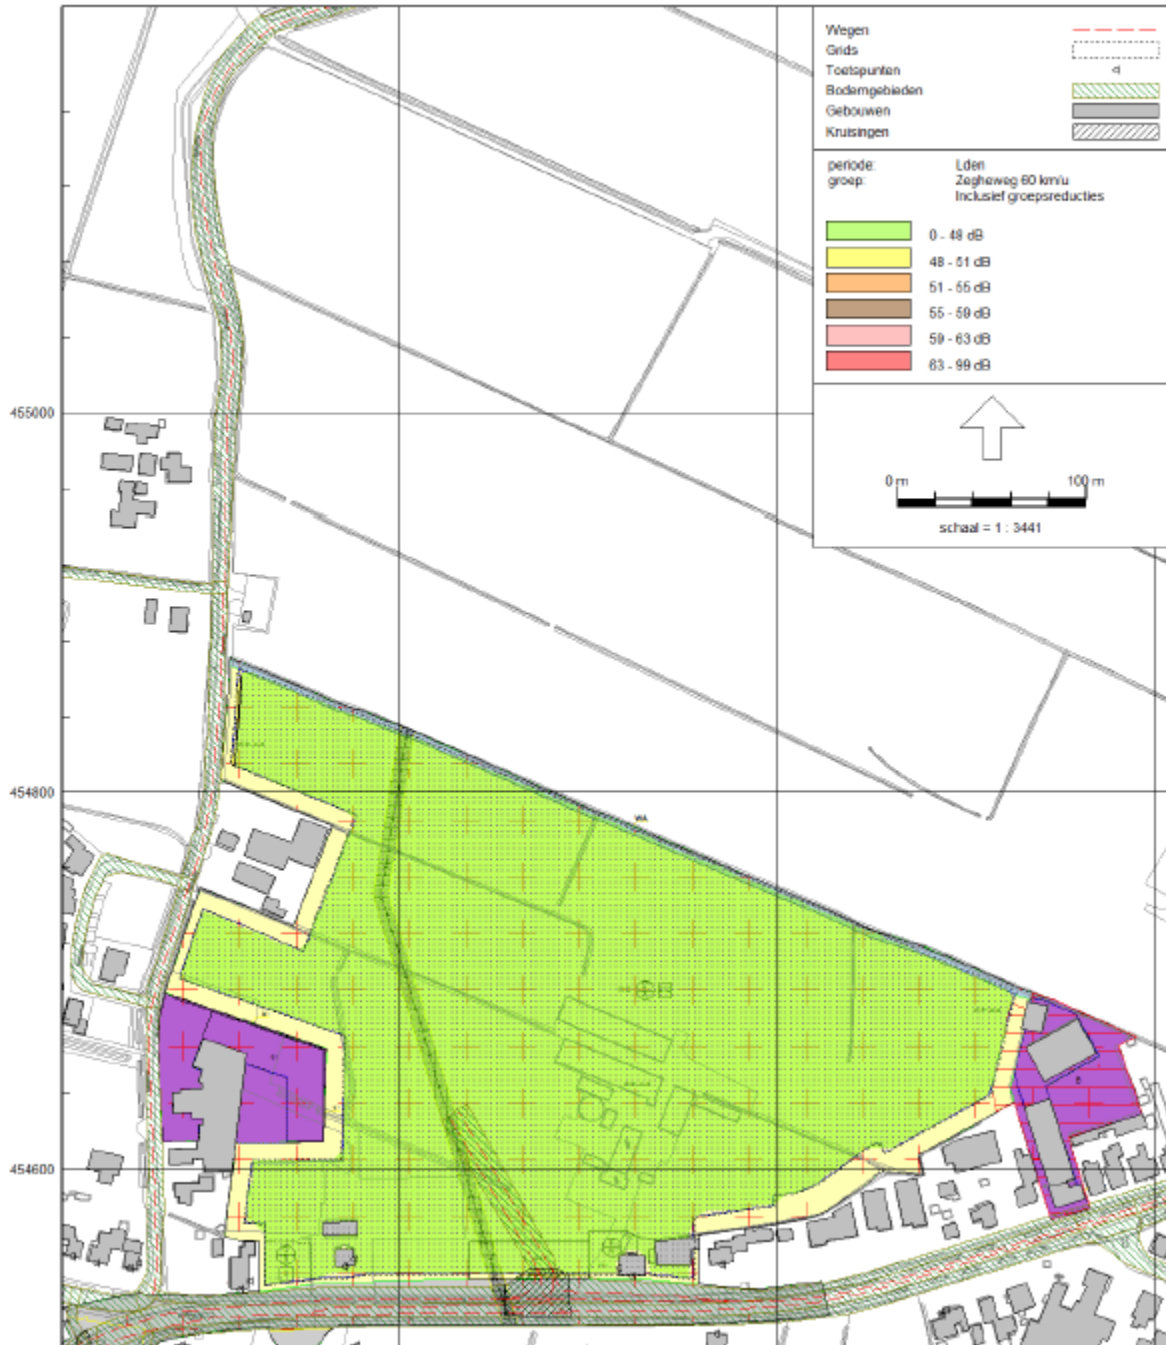 Wegen
Grids
Toetspunten
Bodemgebieden
Gebouwen
Kruisingen
periode: Lden
groep: Zegheweg 60 km/u
Inclusief groepsreducties
0 - 48 dB
48 - 51 dB
51 - 55 dB
55 - 59 dB
59 - 63 dB
63 - 99 dB
455000
0 m 100 m
schaal = 1 : 3441
454800
WA
454600